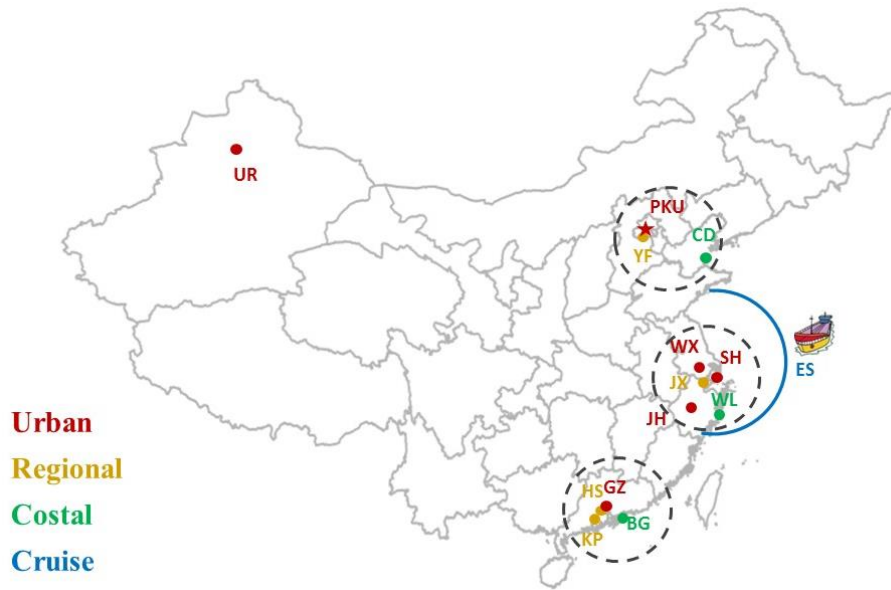 UR
PKU
CD
YF
WX
SH
JX
ES
WL
JH
HS
GZ
BG
KP
Urban
Regional
Costal
Cruise